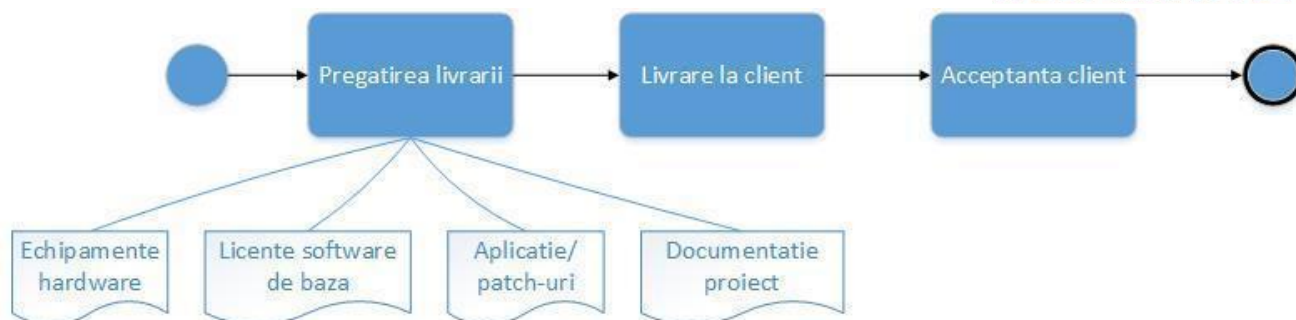 Pregatirea livrarii
Livrare la client
Acceptanta client
Echipamente
hardware
Licente software
de baza
Aplicatie/
patch-uri
Documentatie
proiect